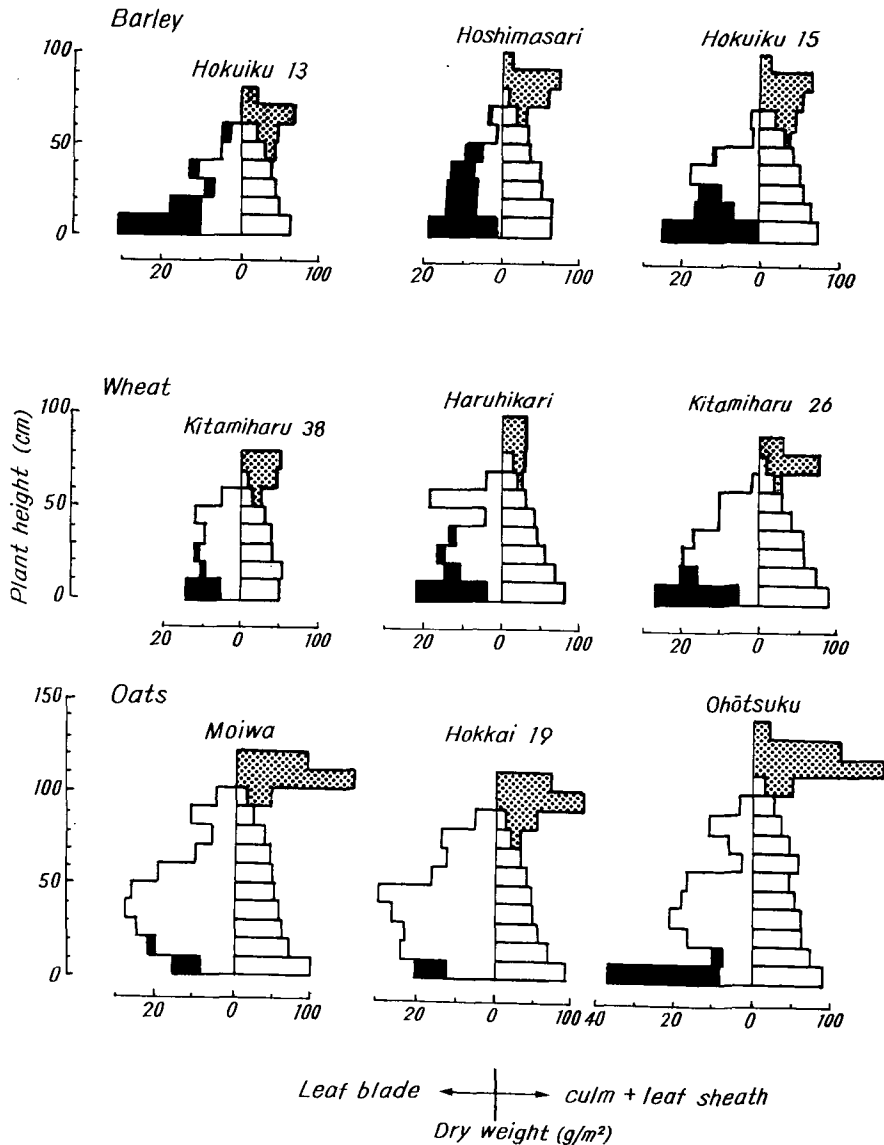 Barley
Hokuiku 13
Hoshimasari
Hokuiku 15
100
50
0
20 0 100
20 0 100
20 0 100
Wheat
Kitamiharu 38
Haruhikari
Kitamiharu 26
100
50
0
Plant height (cm)
20 0 100
20 0 100
20 0 100
Oats
Moiwa
Hokkai 19
Ohōtsuku
150
100
50
0
20 0 100
20 0 100
40 20 0 100
Leaf blade culm + leaf sheath
Dry weight (g/m²)